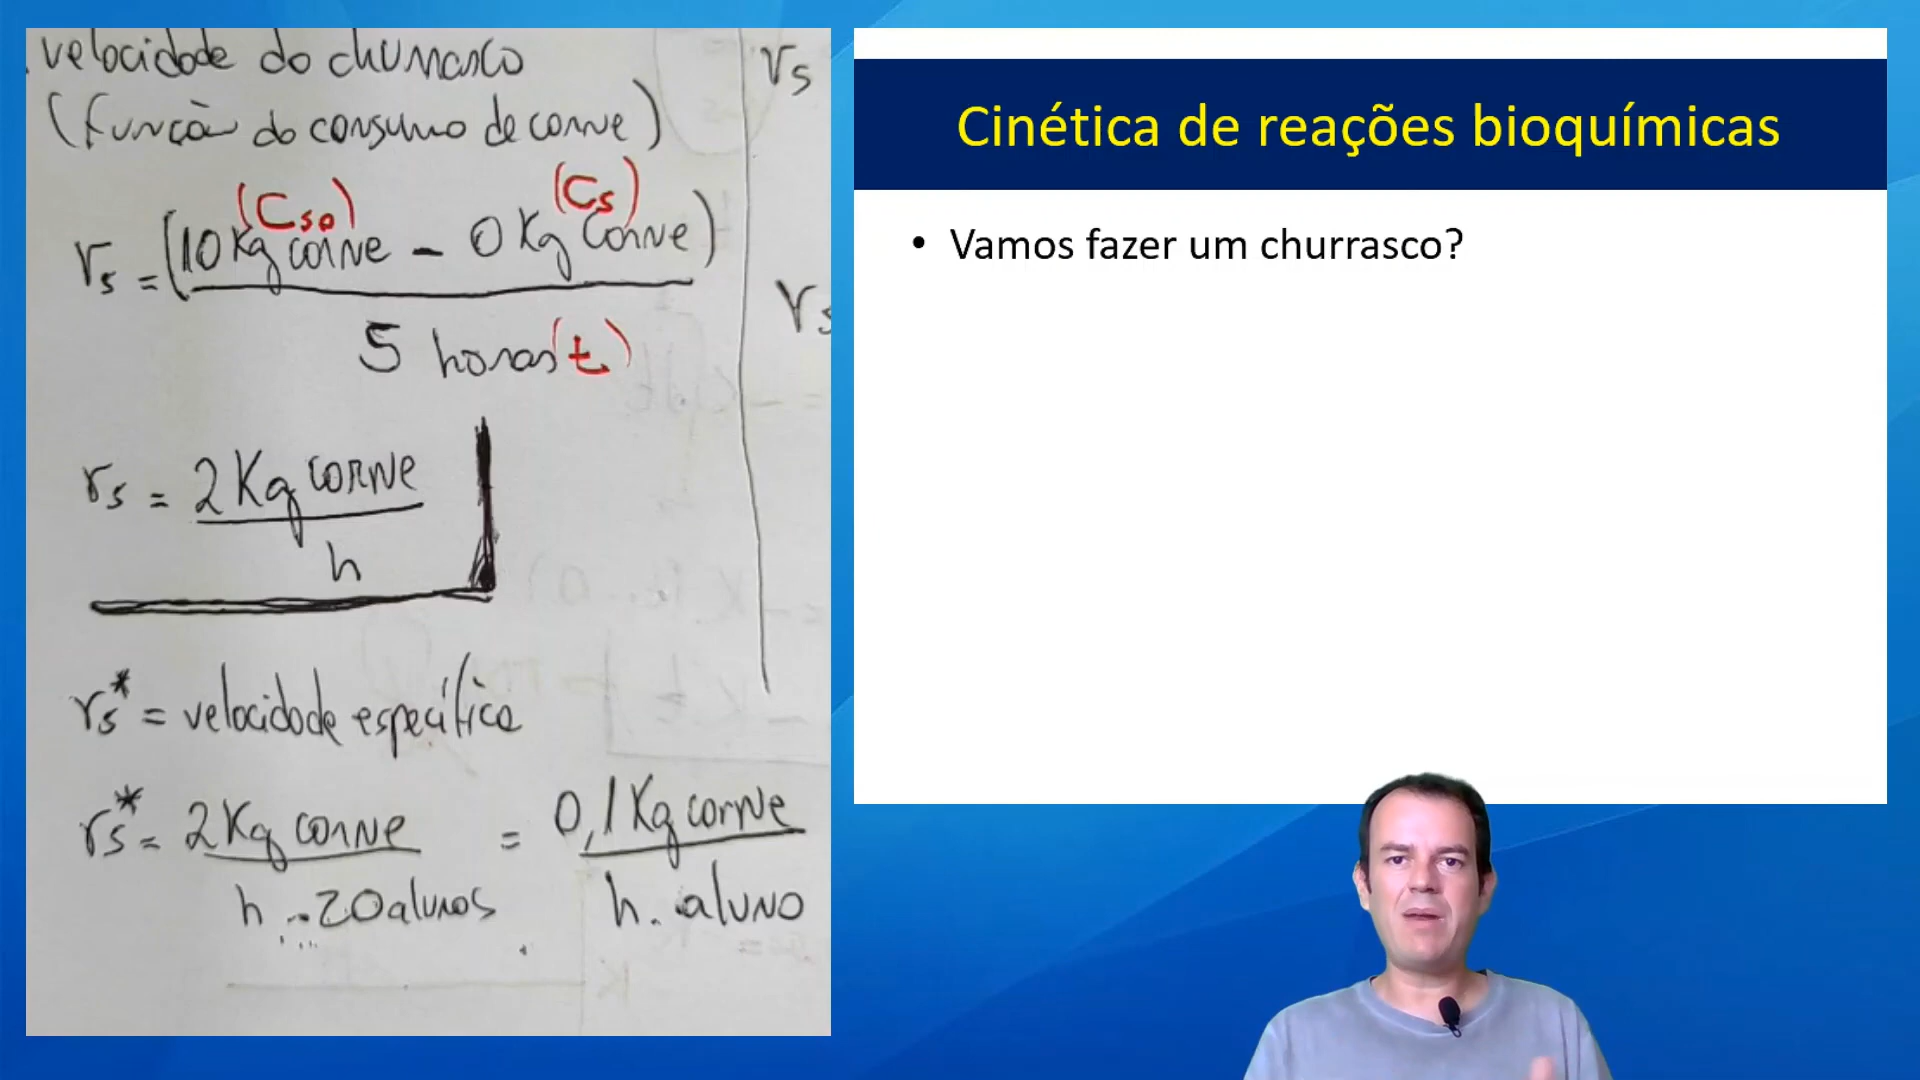 velocidade do churrasco
(função do consumo de carne)
(Cso) (Cs)
rs = (10 Kg carne - 0 Kg carne)
5 horas (t)
rs = 2 Kg carne
h
rs* = velocidade específica
rs* = 2 Kg carne = 0,1 Kg carne
h . 20 alunos h . aluno
rs
rs
Cinética de reações bioquímicas
• Vamos fazer um churrasco?